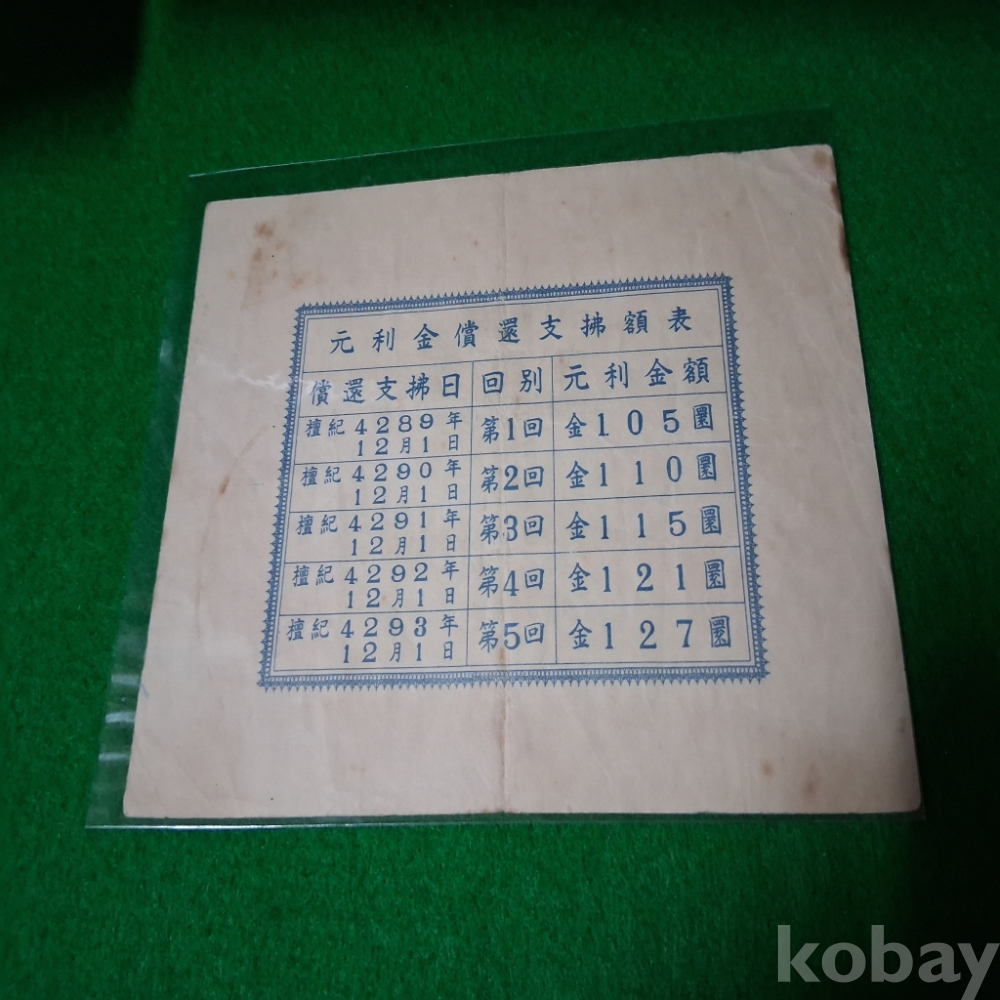 元利金償還支拂額表
償還支拂日 回別 元利金額
檀紀 4289年 12月1日 第1回 金105圜
檀紀 4290年 12月1日 第2回 金110圜
檀紀 4291年 12月1日 第3回 金115圜
檀紀 4292年 12月1日 第4回 金121圜
檀紀 4293年 12月1日 第5回 金127圜
kobay